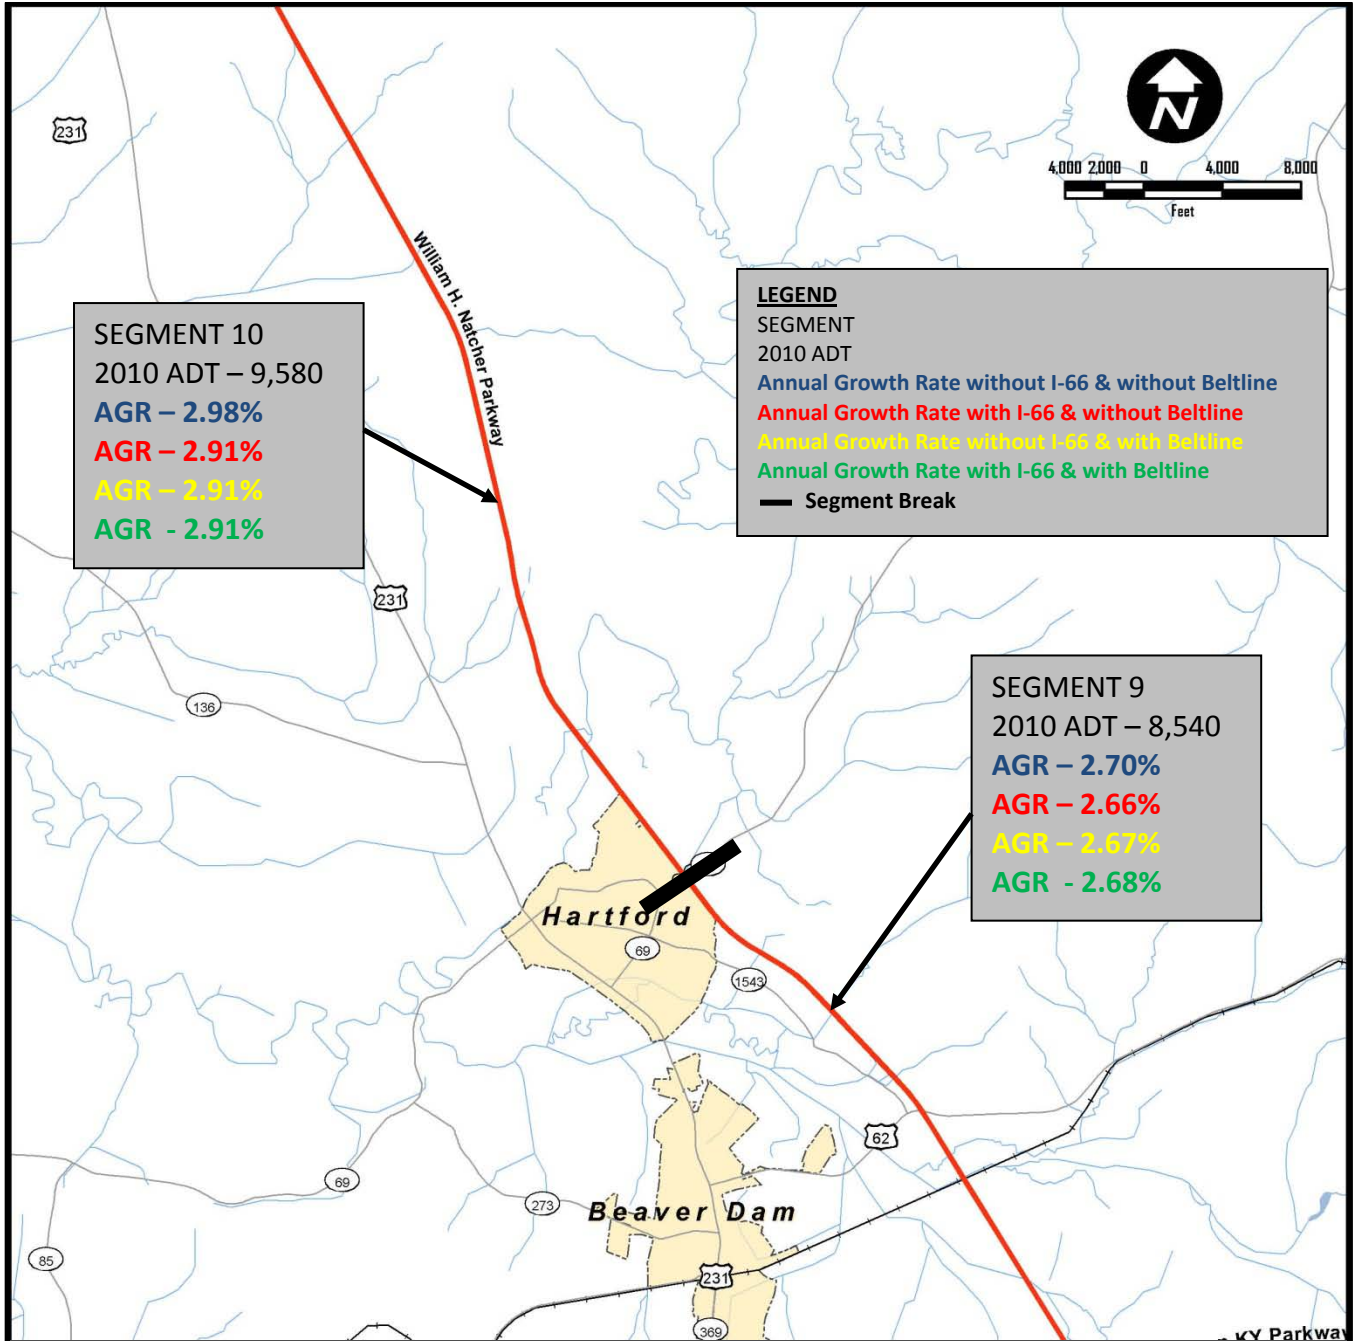 231
N
4,000 2,000 0 4,000 8,000
Feet
William H. Natcher Parkway
LEGEND
SEGMENT
2010 ADT
Annual Growth Rate without I-66 & without Beltline
Annual Growth Rate with I-66 & without Beltline
Annual Growth Rate without I-66 & with Beltline
Annual Growth Rate with I-66 & with Beltline
Segment Break
SEGMENT 10
2010 ADT – 9,580
AGR – 2.98%
AGR – 2.91%
AGR – 2.91%
AGR - 2.91%
231
136
SEGMENT 9
2010 ADT – 8,540
AGR – 2.70%
AGR – 2.66%
AGR – 2.67%
AGR - 2.68%
Hartford
69
1543
62
69
273
Beaver Dam
85
231
369
KY Parkway